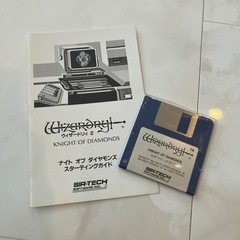 Wizardry
ウィザードリィ 2
KNIGHT OF DIAMONDS
ナイト オブ ダイヤモンズ
スターティングガイド
SIR-TECH
SOFTWARE INC.
Wizardry
KNIGHT OF DIAMONDS
SIR-TECH